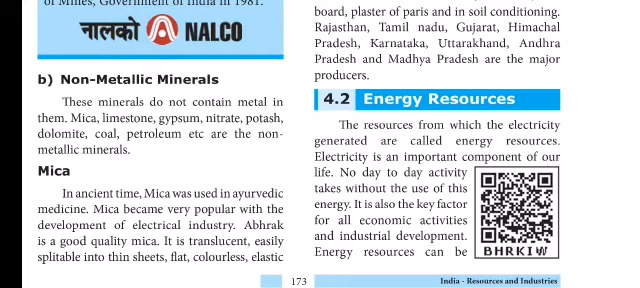 of Mines, Government of India in 1981.
नालको NALCO
b) Non-Metallic Minerals
These minerals do not contain metal in
them. Mica, limestone, gypsum, nitrate, potash,
dolomite, coal, petroleum etc are the non-
metallic minerals.
Mica
In ancient time, Mica was used in ayurvedic
medicine. Mica became very popular with the
development of electrical industry. Abhrak
is a good quality mica. It is translucent, easily
splitable into thin sheets, flat, colourless, elastic
board, plaster of paris and in soil conditioning.
Rajasthan, Tamil nadu, Gujarat, Himachal
Pradesh, Karnataka, Uttarakhand, Andhra
Pradesh and Madhya Pradesh are the major
producers.
4.2 Energy Resources
The resources from which the electricity
generated are called energy resources.
Electricity is an important component of our
life. No day to day activity
takes without the use of this
energy. It is also the key factor
for all economic activities
and industrial development.
Energy resources can be
BHRKIW
173
India - Resources and Industries